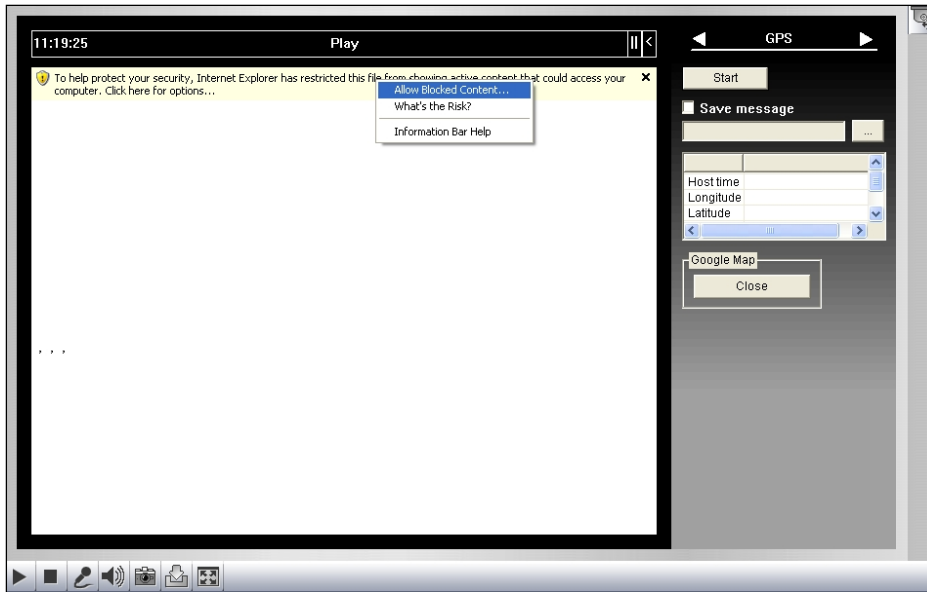 11:19:25 Play GPS
To help protect your security, Internet Explorer has restricted this file from showing active content that could access your
computer. Click here for options...
Allow Blocked Content...
What's the Risk?
Information Bar Help
Start
Save message
...
Host time
Longitude
Latitude
Google Map
Close
, , ,